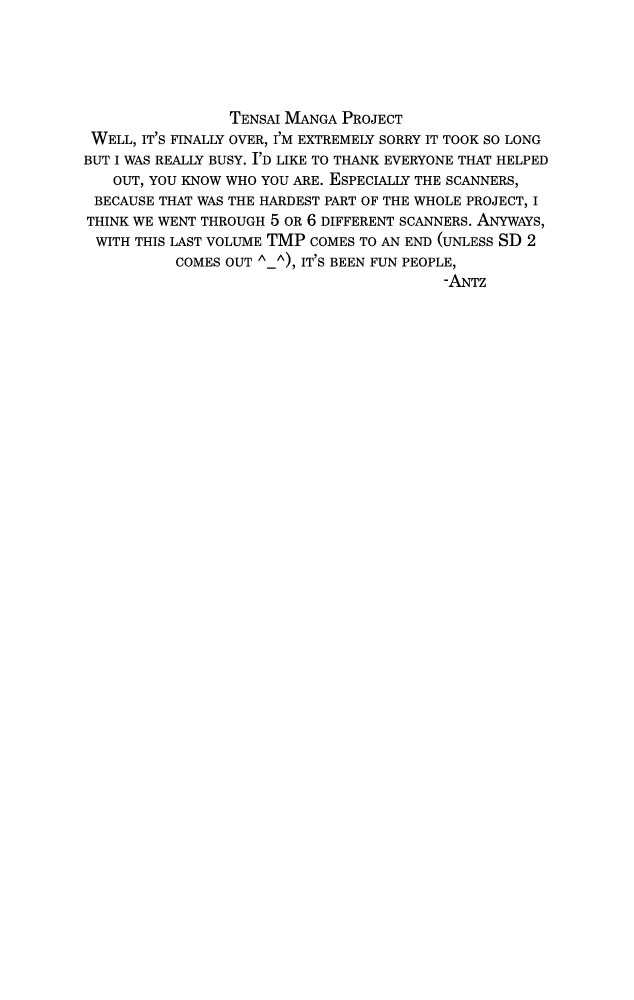 Tensai Manga Project
Well, it's finally over, i'm extremely sorry it took so long
but i was really busy. I'd like to thank everyone that helped
out, you know who you are. Especially the scanners,
because that was the hardest part of the whole project, i
think we went through 5 or 6 different scanners. Anyways,
with this last volume TMP comes to an end (unless SD 2
comes out ^_^), it's been fun people,
-Antz